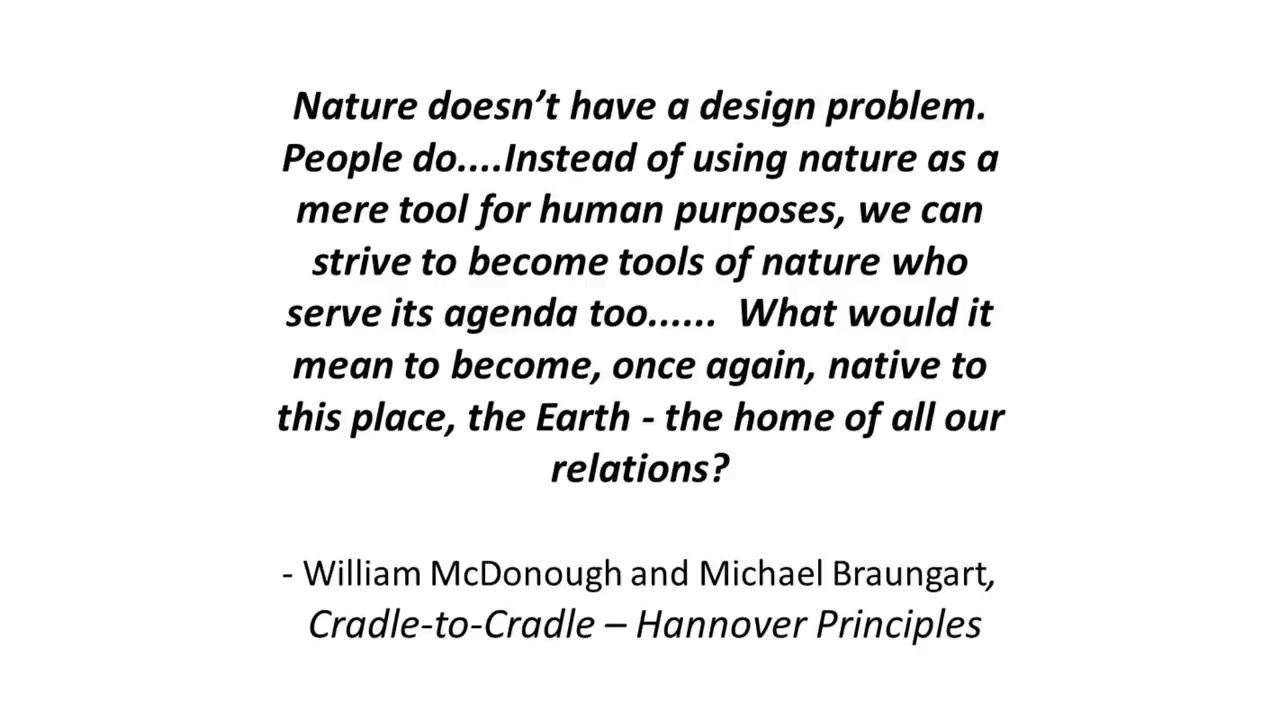 Nature doesn’t have a design problem.
People do....Instead of using nature as a
mere tool for human purposes, we can
strive to become tools of nature who
serve its agenda too......  What would it
mean to become, once again, native to
this place, the Earth - the home of all our
relations?
- William McDonough and Michael Braungart,
Cradle-to-Cradle – Hannover Principles